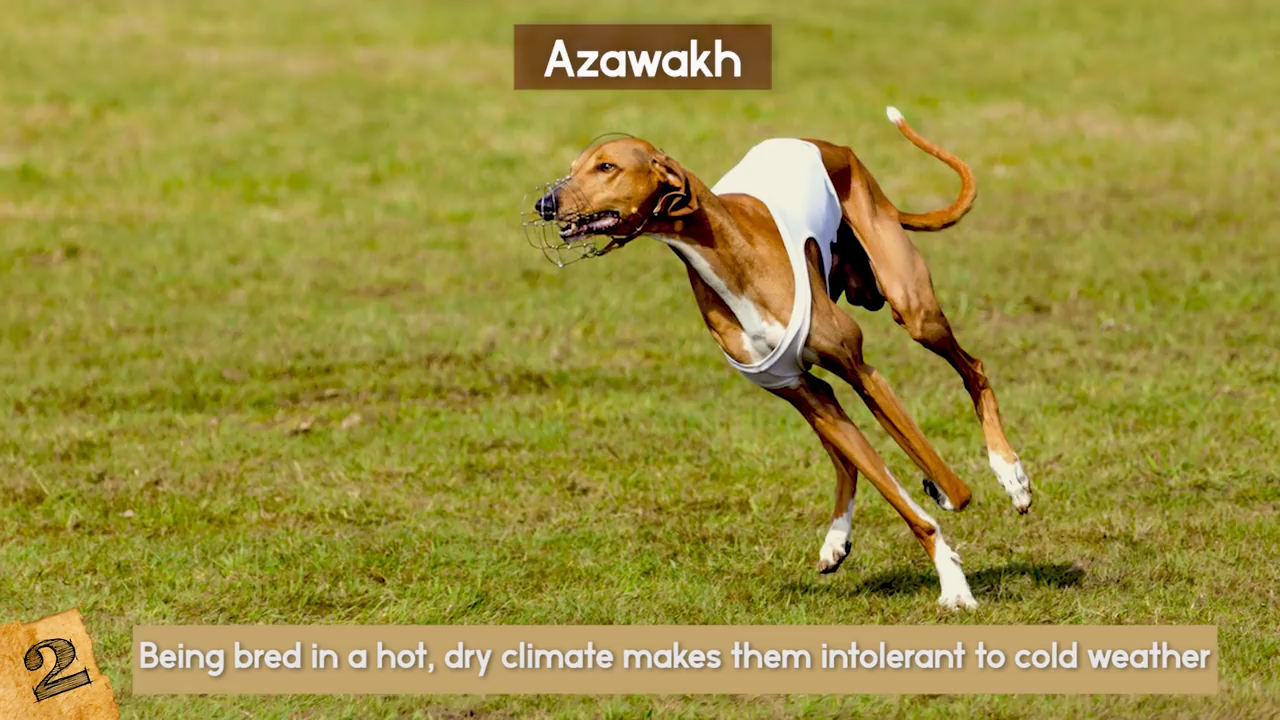 Azawakh
2
Being bred in a hot, dry climate makes them intolerant to cold weather